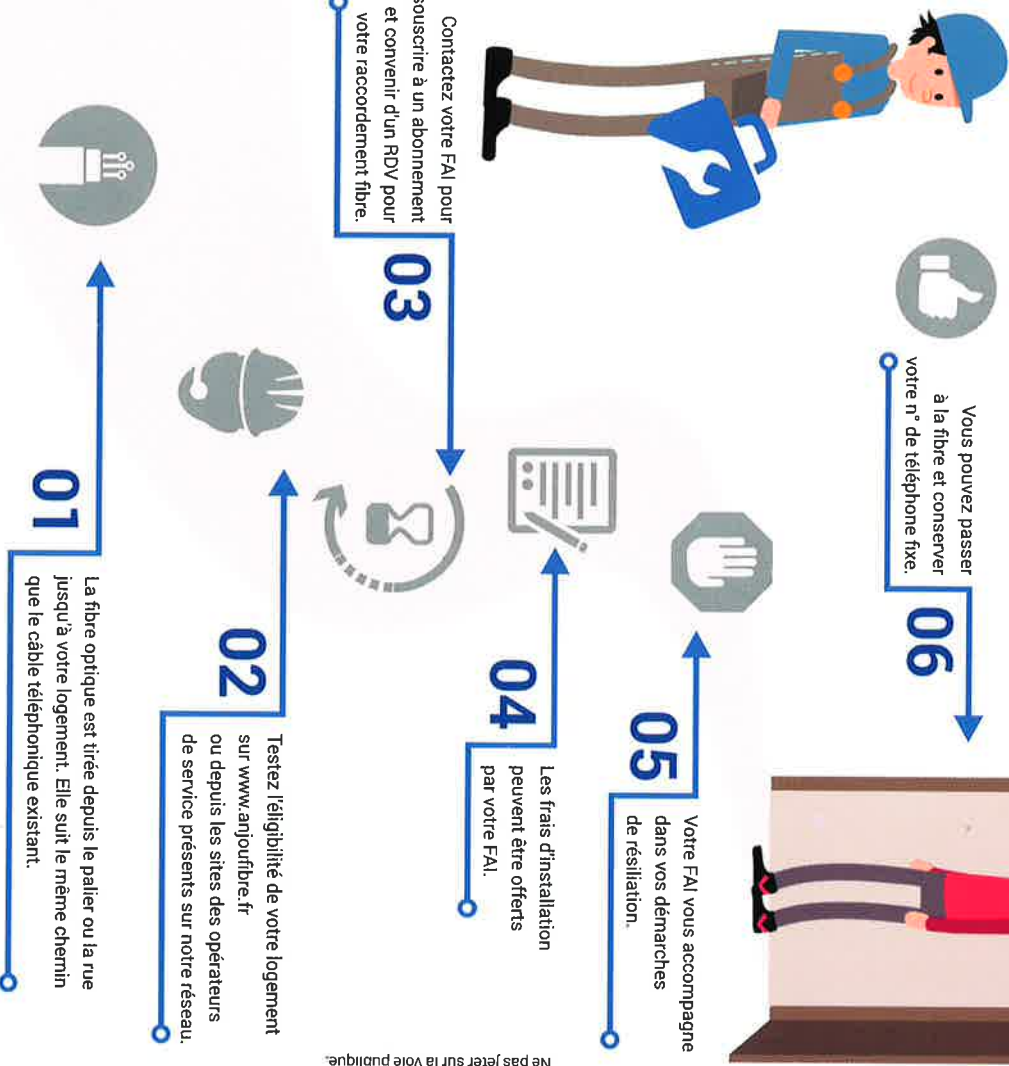 01
La fibre optique est tirée depuis le palier ou la rue
jusqu'à votre logement. Elle suit le même chemin
que le câble téléphonique existant.
02
Testez l'éligibilité de votre logement
sur www.anjoufibre.fr
ou depuis les sites des opérateurs
de service présents sur notre réseau.
03
Contactez votre FAI pour
souscrire à un abonnement
et convenir d'un RDV pour
votre raccordement fibre.
04
Les frais d'installation
peuvent être offerts
par votre FAI.
05
Votre FAI vous accompagne
dans vos démarches
de résiliation.
06
Vous pouvez passer
à la fibre et conserver
votre n° de téléphone fixe.
Ne pas jeter sur la voie publique.